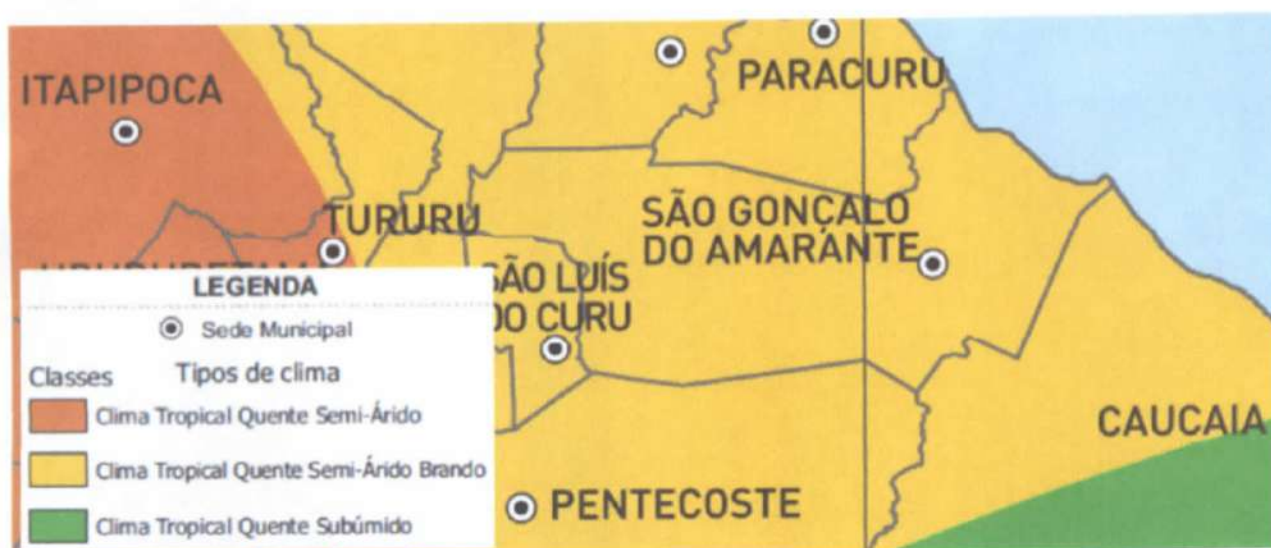 ITAPIPOCA
PARACURU
TURURU
SÃO GONÇALO
DO AMARANTE
SÃO LUÍS
DO CURU
LEGENDA
Sede Municipal
Classes
Tipos de clima
Clima Tropical Quente Semi-Árido
Clima Tropical Quente Semi-Árido Brando
Clima Tropical Quente Subúmido
CAUCAIA
PENTECOSTE